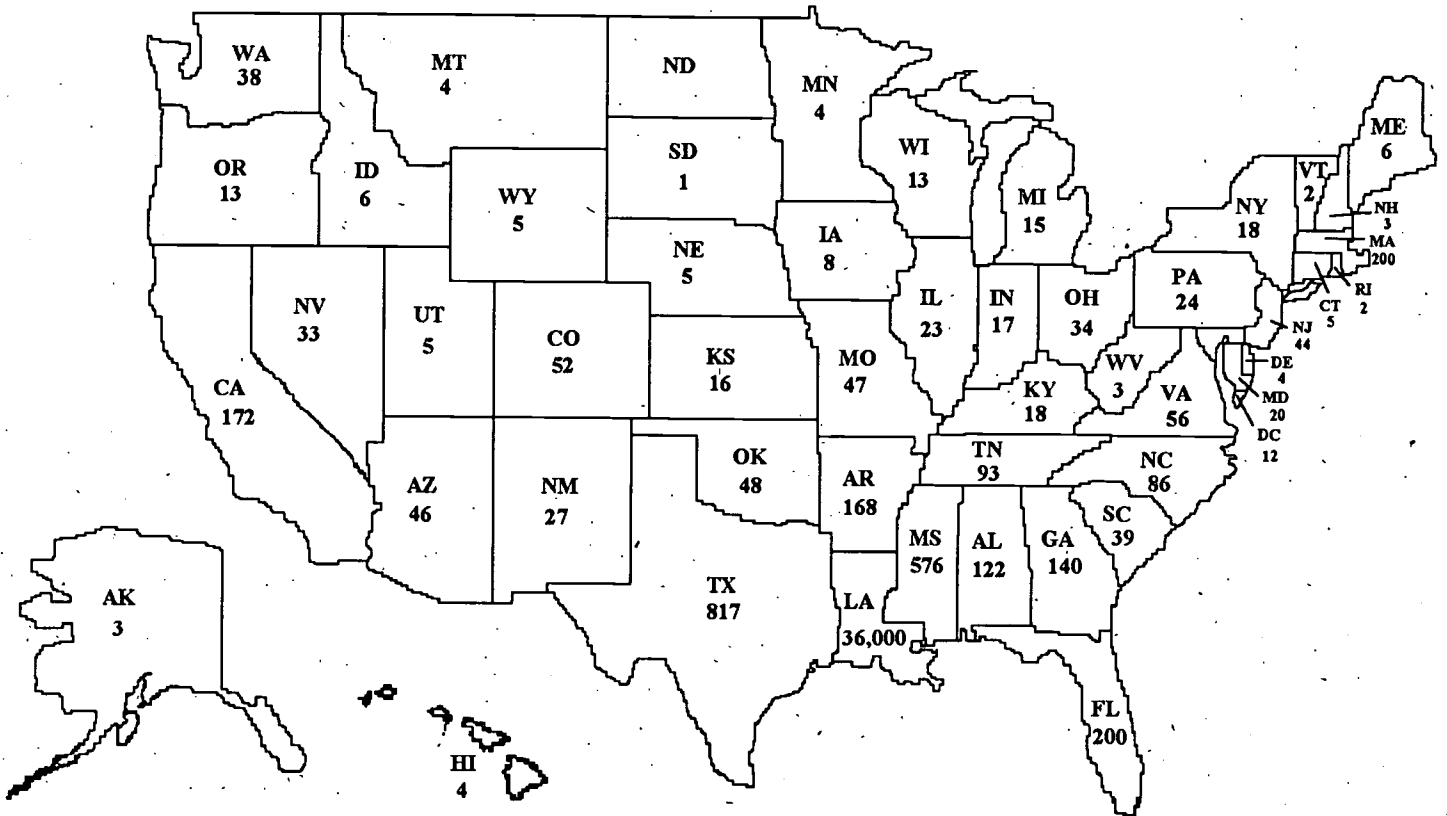 WA
38
MT
4
ND
MN
4
ME
6
OR
13
ID
6
SD
1
WI
13
VT
2
WY
5
MI
15
NY
18
NH
3
MA
200
NE
5
IA
8
NV
33
UT
5
CO
52
IL
23
IN
17
OH
34
PA
24
CT
5
RI
2
NJ
44
CA
172
KS
16
MO
47
KY
18
WV
3
VA
56
DE
4
MD
20
DC
12
AZ
46
NM
27
OK
48
AR
168
TN
93
NC
86
SC
39
MS
576
AL
122
GA
140
AK
3
TX
817
LA
36,000
FL
200
HI
4